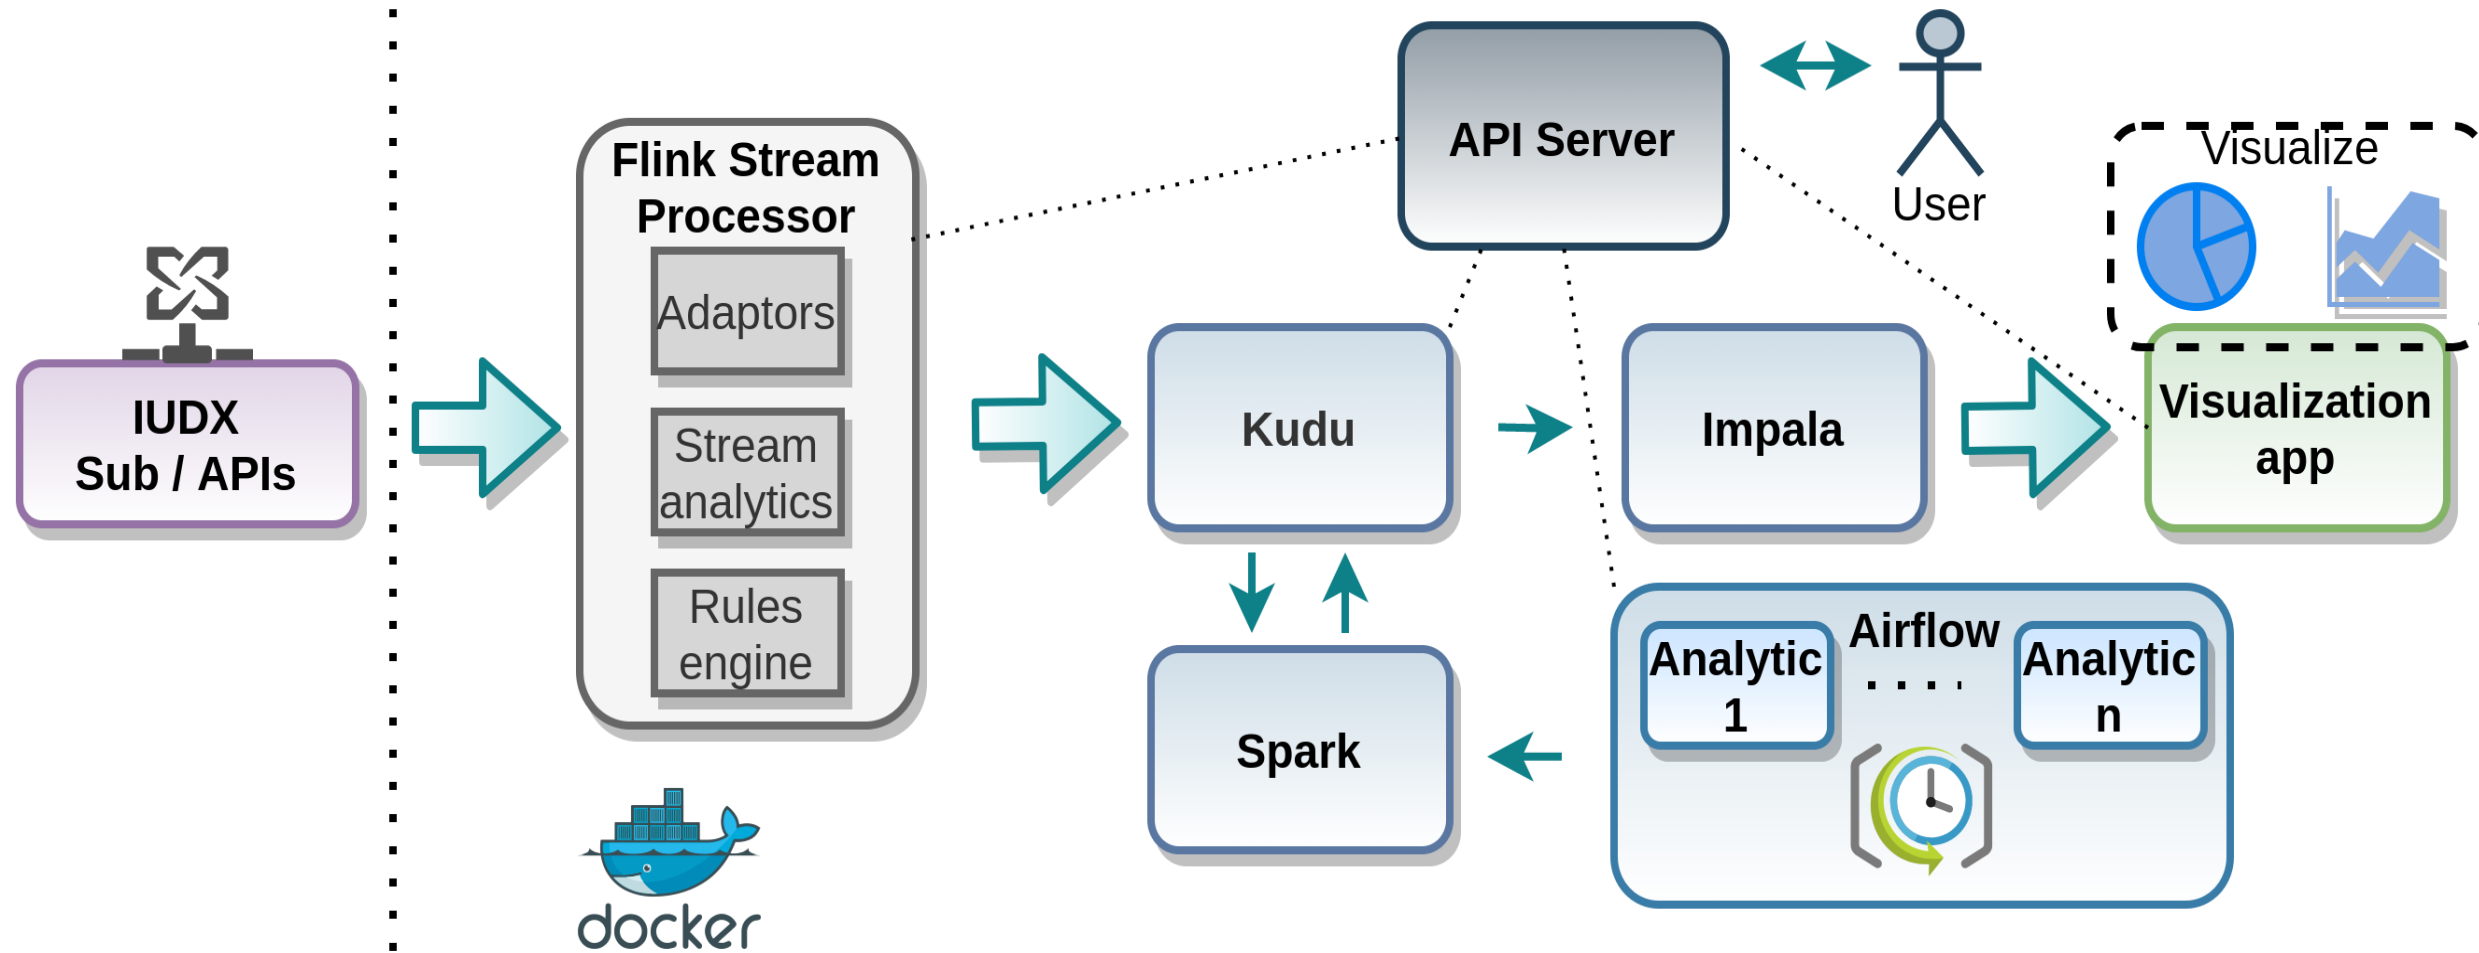 API Server
User
Visualize
Flink Stream
Processor
Adaptors
Stream
analytics
Rules
engine
IUDX
Sub / APIs
Kudu
Impala
Visualization
app
Spark
Airflow
Analytic
1
. . . .
Analytic
n
docker